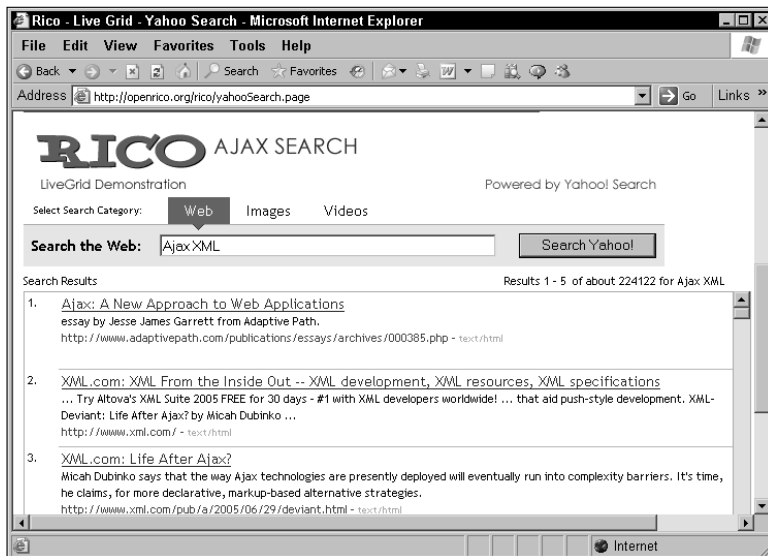 Rico - Live Grid - Yahoo Search - Microsoft Internet Explorer
File Edit View Favorites Tools Help
Back Search Favorites
Address http://openrico.org/rico/yahooSearch.page Go Links »
RICO AJAX SEARCH
LiveGrid Demonstration Powered by Yahoo! Search
Select Search Category: Web Images Videos
Search the Web: Ajax XML Search Yahoo!
Search Results Results 1 - 5 of about 224122 for Ajax XML
1. Ajax: A New Approach to Web Applications
essay by Jesse James Garrett from Adaptive Path.
http://www.adaptivepath.com/publications/essays/archives/000385.php - text/html
2. XML.com: XML From the Inside Out -- XML development, XML resources, XML specifications
... Try Altova's XML Suite 2005 FREE for 30 days - #1 with XML developers worldwide! ... that aid push-style development. XML-
Deviant: Life After Ajax? by Micah Dubinko ...
http://www.xml.com/ - text/html
3. XML.com: Life After Ajax?
Micah Dubinko says that the way Ajax technologies are presently deployed will eventually run into complexity barriers. It's time,
he claims, for more declarative, markup-based alternative strategies.
http://www.xml.com/pub/a/2005/06/29/deviant.html - text/html
Internet